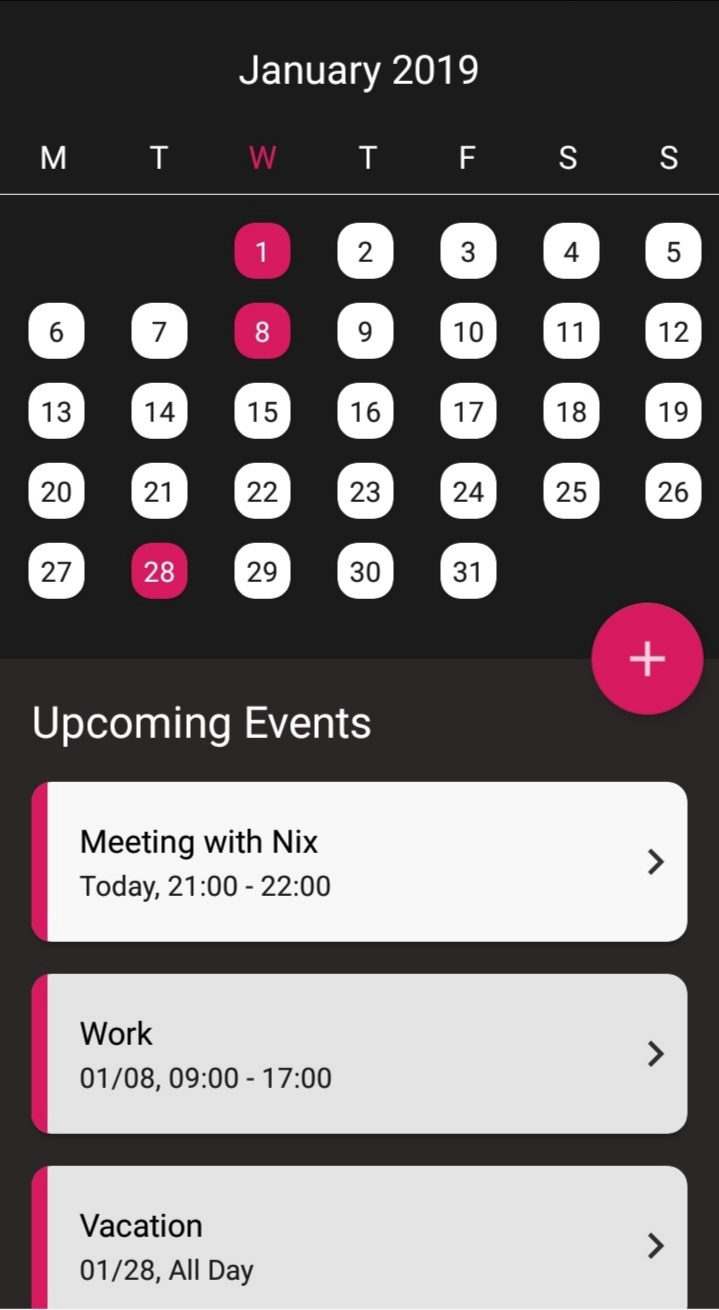 January 2019
M T W T F S S
1 2 3 4 5
6 7 8 9 10 11 12
13 14 15 16 17 18 19
20 21 22 23 24 25 26
27 28 29 30 31
+
Upcoming Events
Meeting with Nix
Today, 21:00 - 22:00
Work
01/08, 09:00 - 17:00
Vacation
01/28, All Day